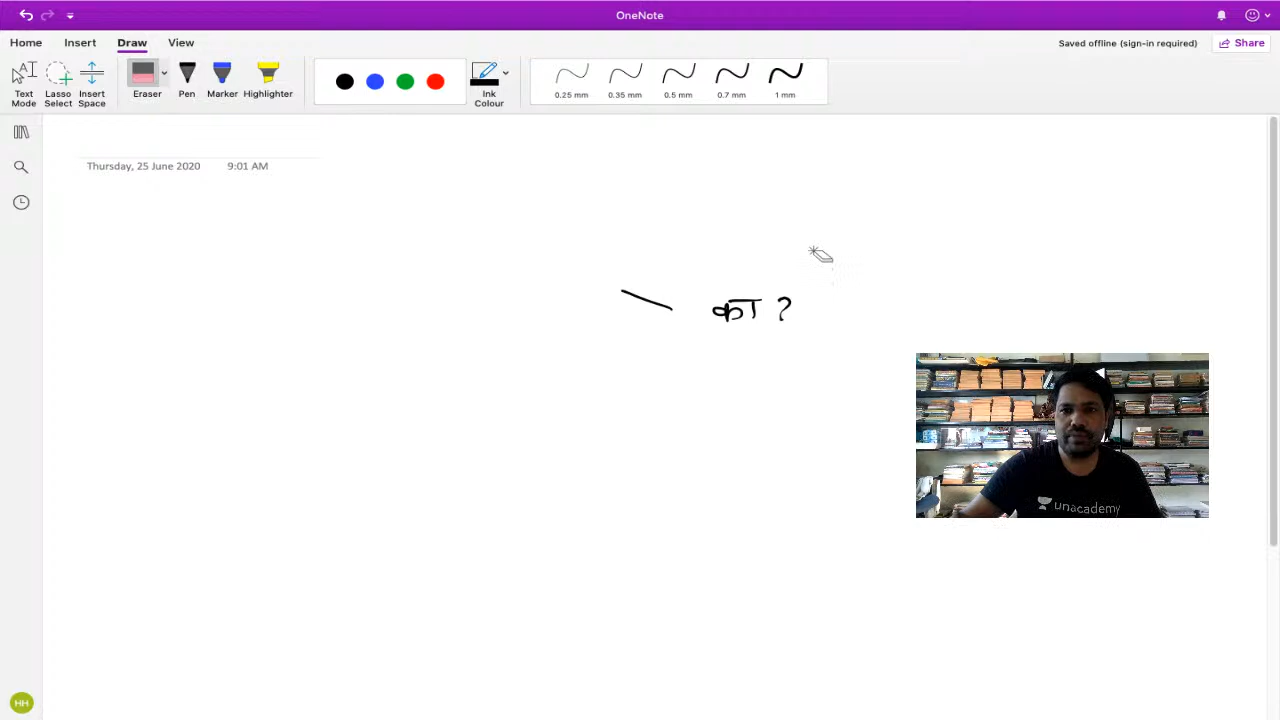 OneNote
Home Insert Draw View
Saved offline (sign-in required) Share
Text Mode
Lasso Select
Insert Space
Eraser
Pen
Marker
Highlighter
Ink Colour
0.25 mm 0.35 mm 0.5 mm 0.7 mm 1 mm
Thursday, 25 June 2020 9:01 AM
का ?
unacademy
HH